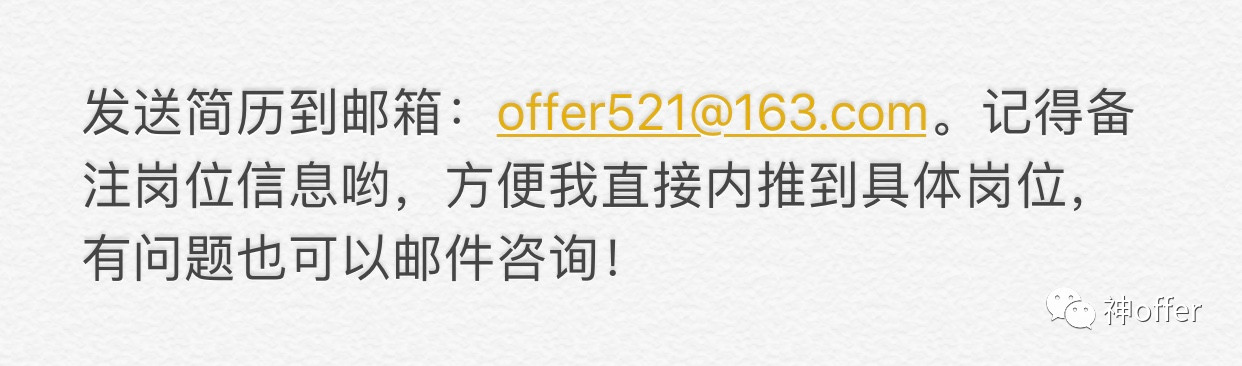 发送简历到邮箱：offer521@163.com。记得备
注岗位信息哟，方便我直接内推到具体岗位，
有问题也可以邮件咨询！
神offer